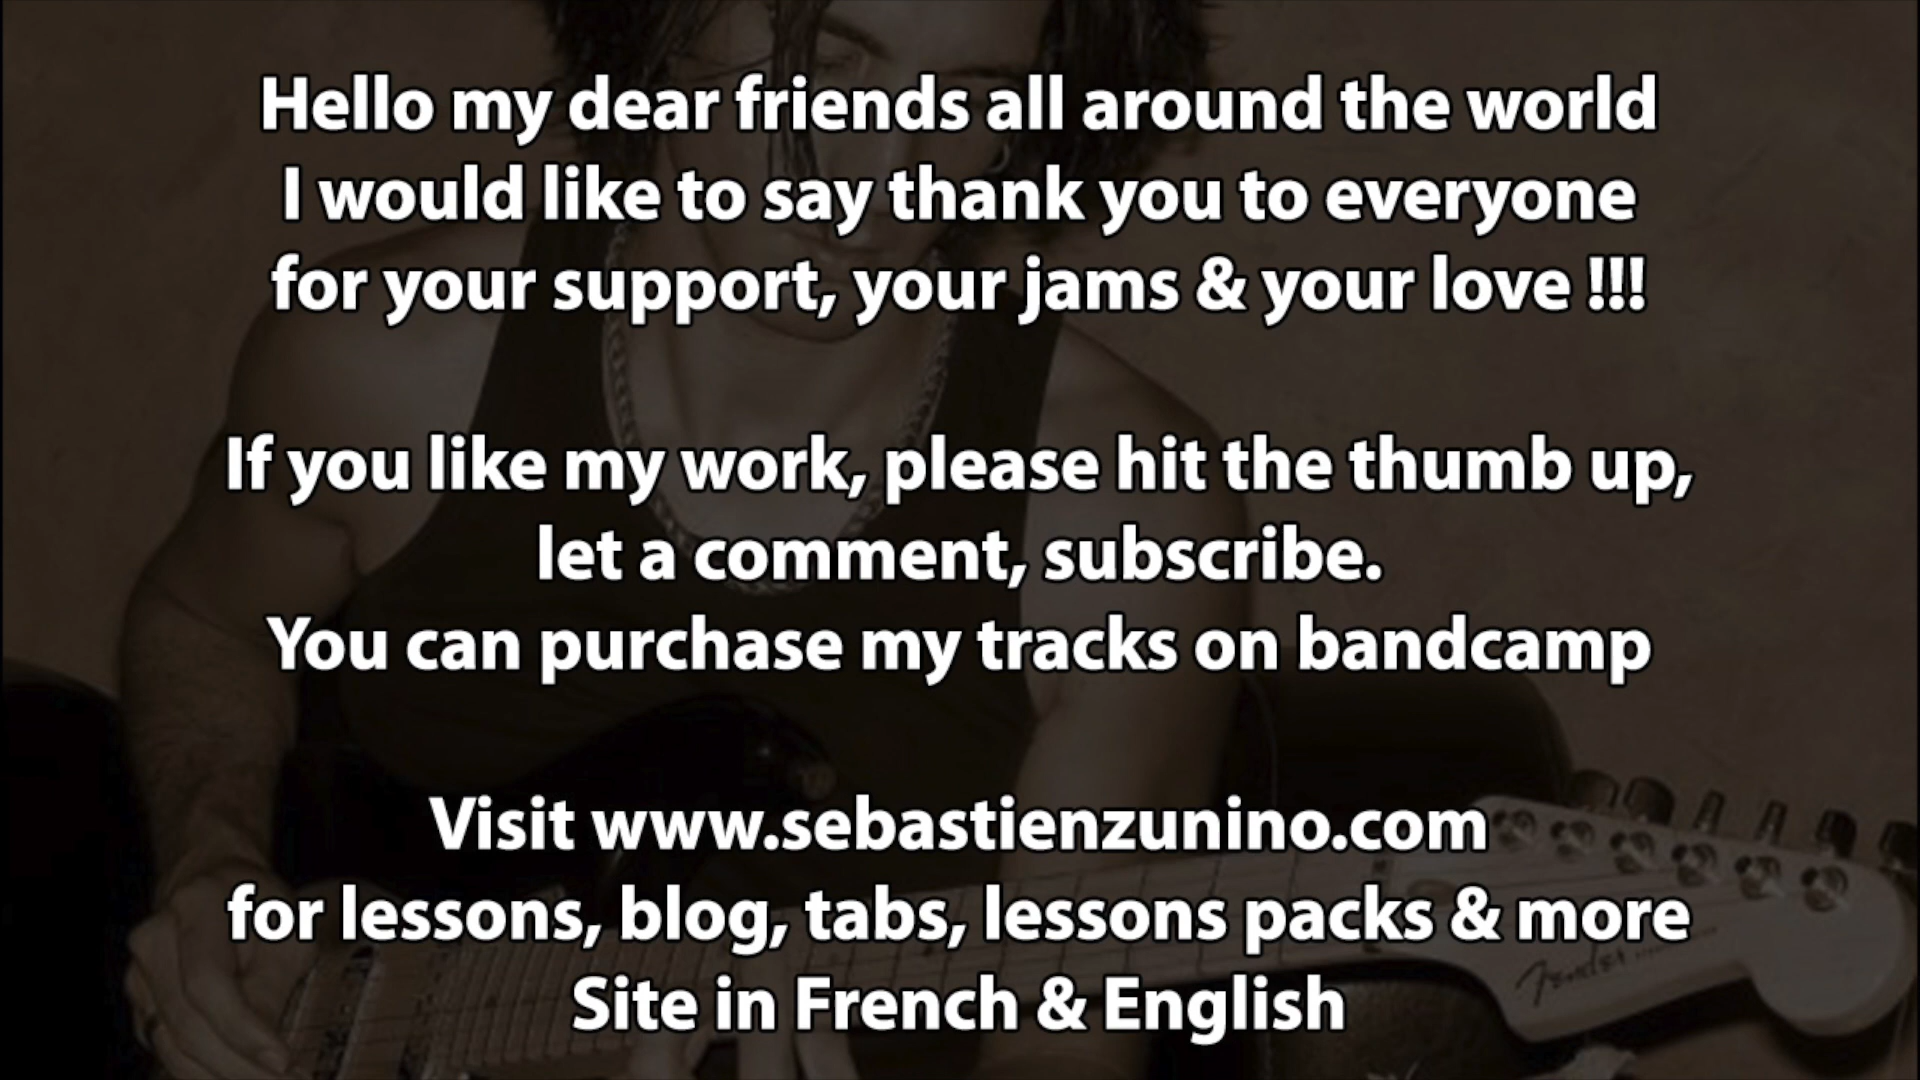 Hello my dear friends all around the world
I would like to say thank you to everyone
for your support, your jams & your love !!!
If you like my work, please hit the thumb up,
let a comment, subscribe.
You can purchase my tracks on bandcamp
Visit www.sebastienzunino.com
for lessons, blog, tabs, lessons packs & more
Site in French & English
Fender